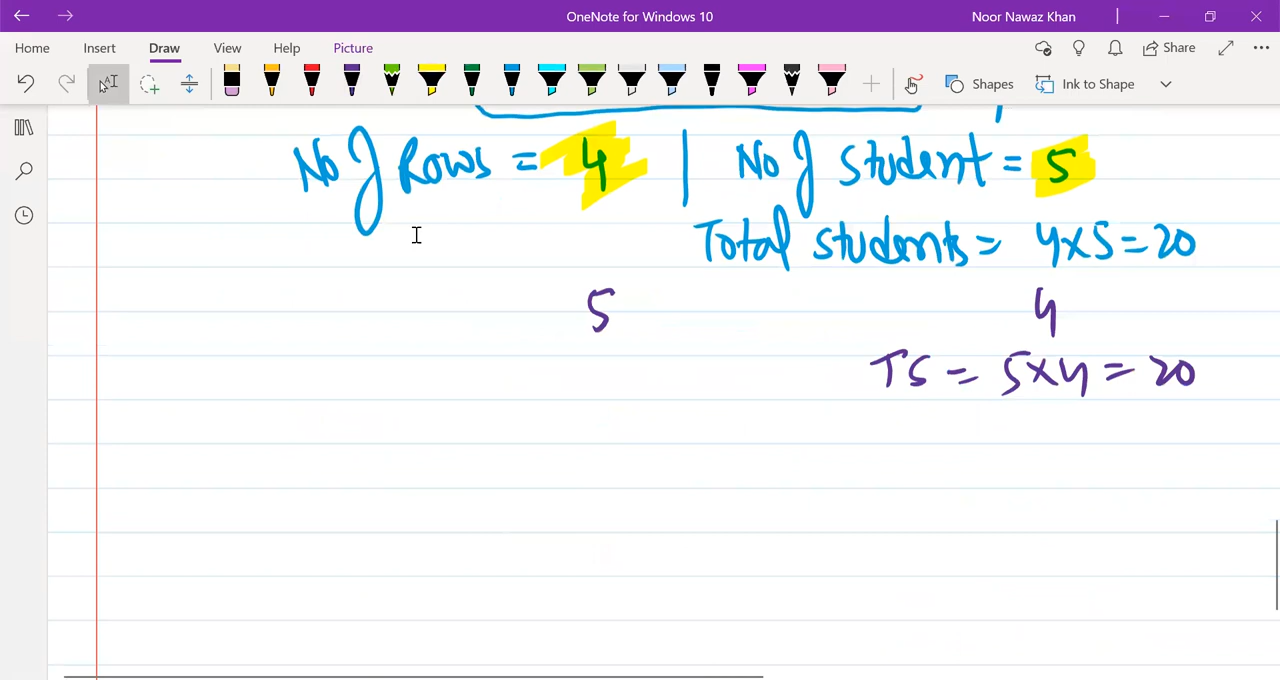 OneNote for Windows 10
Noor Nawaz Khan
Home Insert Draw View Help Picture
Share
Shapes
Ink to Shape
No of Rows = 4 | No of student = 5
Total students = 4x5=20
5 4
TS = 5x4 = 20